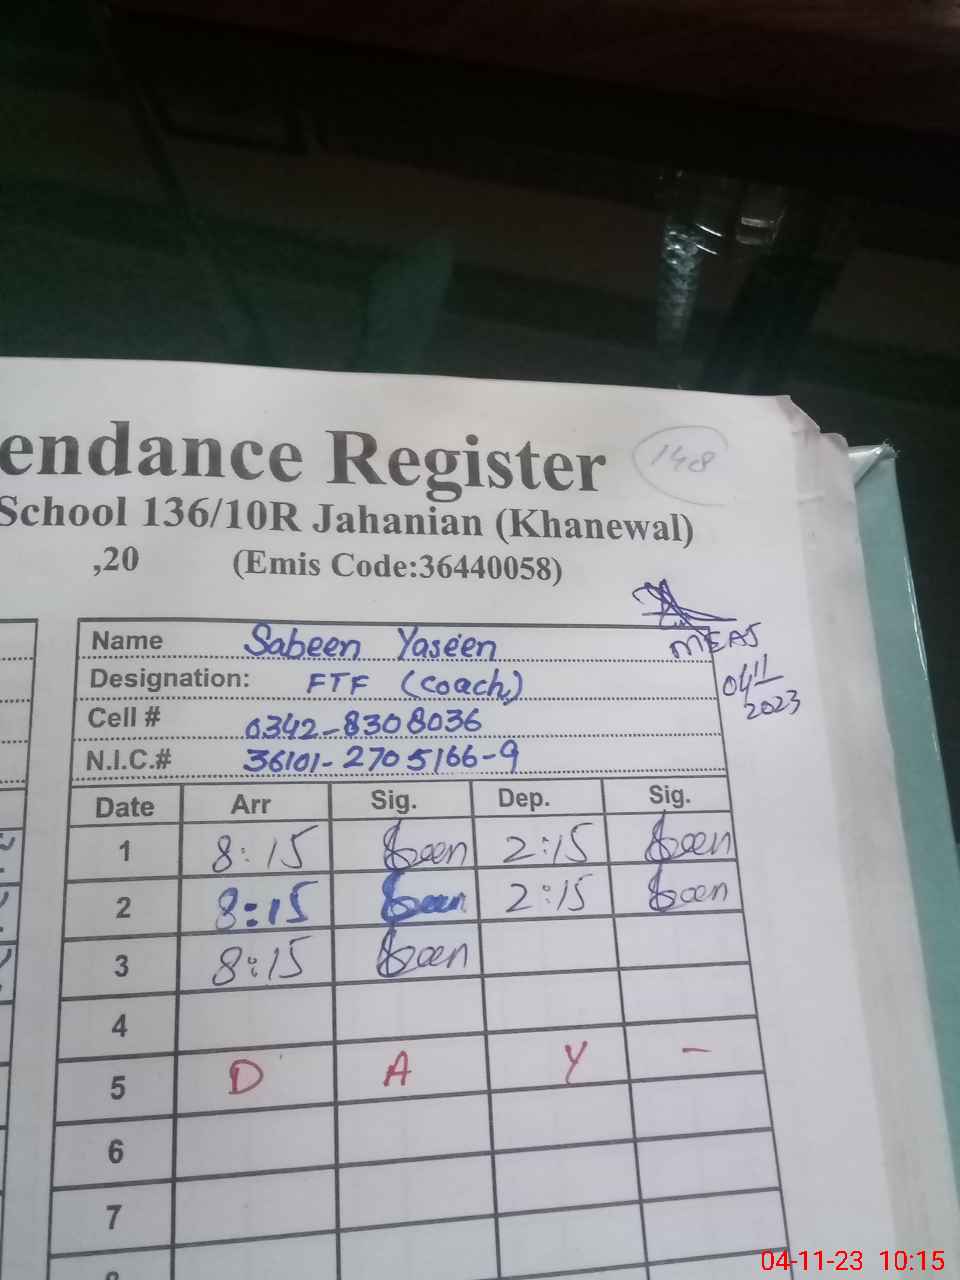 endance Register
148
School 136/10R Jahanian (Khanewal)
,20 (Emis Code:36440058)
MEAS
04/11
2023
Name Sabeen Yaseen
Designation: FTF (coach)
Cell # 0342-8308036
N.I.C.# 36101-2705166-9
Date Arr Sig. Dep. Sig.
1 8:15 2:15
2 8:15 2:15
3 8:15
4
5 D A Y -
6
7
04-11-23 10:15